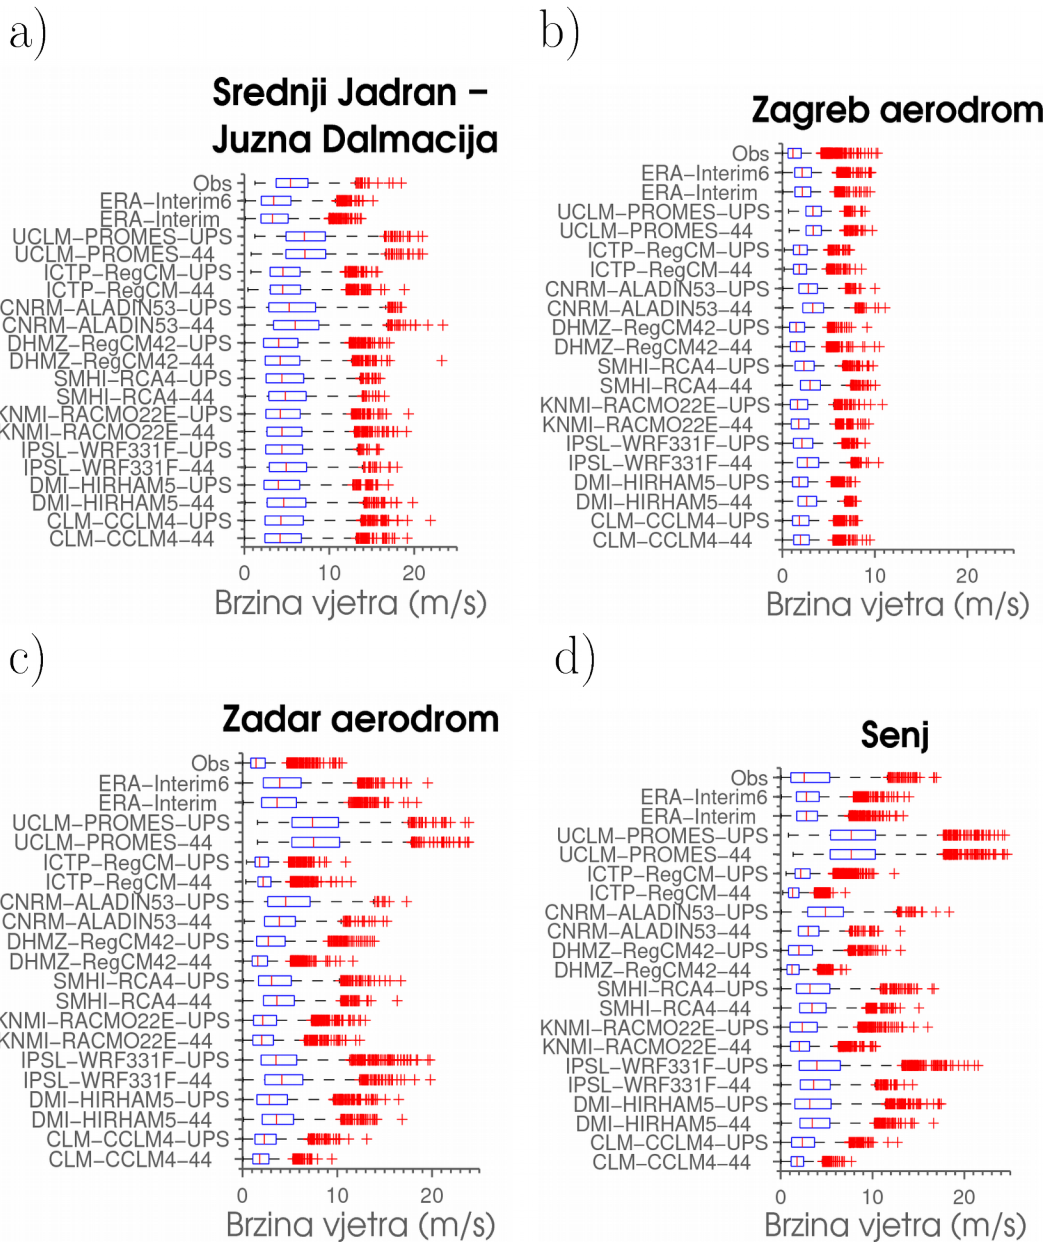 a)
Srednji Jadran –
Juzna Dalmacija
Obs
ERA–Interim6
ERA–Interim
UCLM–PROMES–UPS
UCLM–PROMES–44
ICTP–RegCM–UPS
ICTP–RegCM–44
CNRM–ALADIN53–UPS
CNRM–ALADIN53–44
DHMZ–RegCM42–UPS
DHMZ–RegCM42–44
SMHI–RCA4–UPS
SMHI–RCA4–44
KNMI–RACMO22E–UPS
KNMI–RACMO22E–44
IPSL–WRF331F–UPS
IPSL–WRF331F–44
DMI–HIRHAM5–UPS
DMI–HIRHAM5–44
CLM–CCLM4–UPS
CLM–CCLM4–44
0 10 20
Brzina vjetra (m/s)
b)
Zagreb aerodrom
Obs
ERA–Interim6
ERA–Interim
UCLM–PROMES–UPS
UCLM–PROMES–44
ICTP–RegCM–UPS
ICTP–RegCM–44
CNRM–ALADIN53–UPS
CNRM–ALADIN53–44
DHMZ–RegCM42–UPS
DHMZ–RegCM42–44
SMHI–RCA4–UPS
SMHI–RCA4–44
KNMI–RACMO22E–UPS
KNMI–RACMO22E–44
IPSL–WRF331F–UPS
IPSL–WRF331F–44
DMI–HIRHAM5–UPS
DMI–HIRHAM5–44
CLM–CCLM4–UPS
CLM–CCLM4–44
0 10 20
Brzina vjetra (m/s)
c)
Zadar aerodrom
Obs
ERA–Interim6
ERA–Interim
UCLM–PROMES–UPS
UCLM–PROMES–44
ICTP–RegCM–UPS
ICTP–RegCM–44
CNRM–ALADIN53–UPS
CNRM–ALADIN53–44
DHMZ–RegCM42–UPS
DHMZ–RegCM42–44
SMHI–RCA4–UPS
SMHI–RCA4–44
KNMI–RACMO22E–UPS
KNMI–RACMO22E–44
IPSL–WRF331F–UPS
IPSL–WRF331F–44
DMI–HIRHAM5–UPS
DMI–HIRHAM5–44
CLM–CCLM4–UPS
CLM–CCLM4–44
0 10 20
Brzina vjetra (m/s)
d)
Senj
Obs
ERA–Interim6
ERA–Interim
UCLM–PROMES–UPS
UCLM–PROMES–44
ICTP–RegCM–UPS
ICTP–RegCM–44
CNRM–ALADIN53–UPS
CNRM–ALADIN53–44
DHMZ–RegCM42–UPS
DHMZ–RegCM42–44
SMHI–RCA4–UPS
SMHI–RCA4–44
KNMI–RACMO22E–UPS
KNMI–RACMO22E–44
IPSL–WRF331F–UPS
IPSL–WRF331F–44
DMI–HIRHAM5–UPS
DMI–HIRHAM5–44
CLM–CCLM4–UPS
CLM–CCLM4–44
0 10 20
Brzina vjetra (m/s)